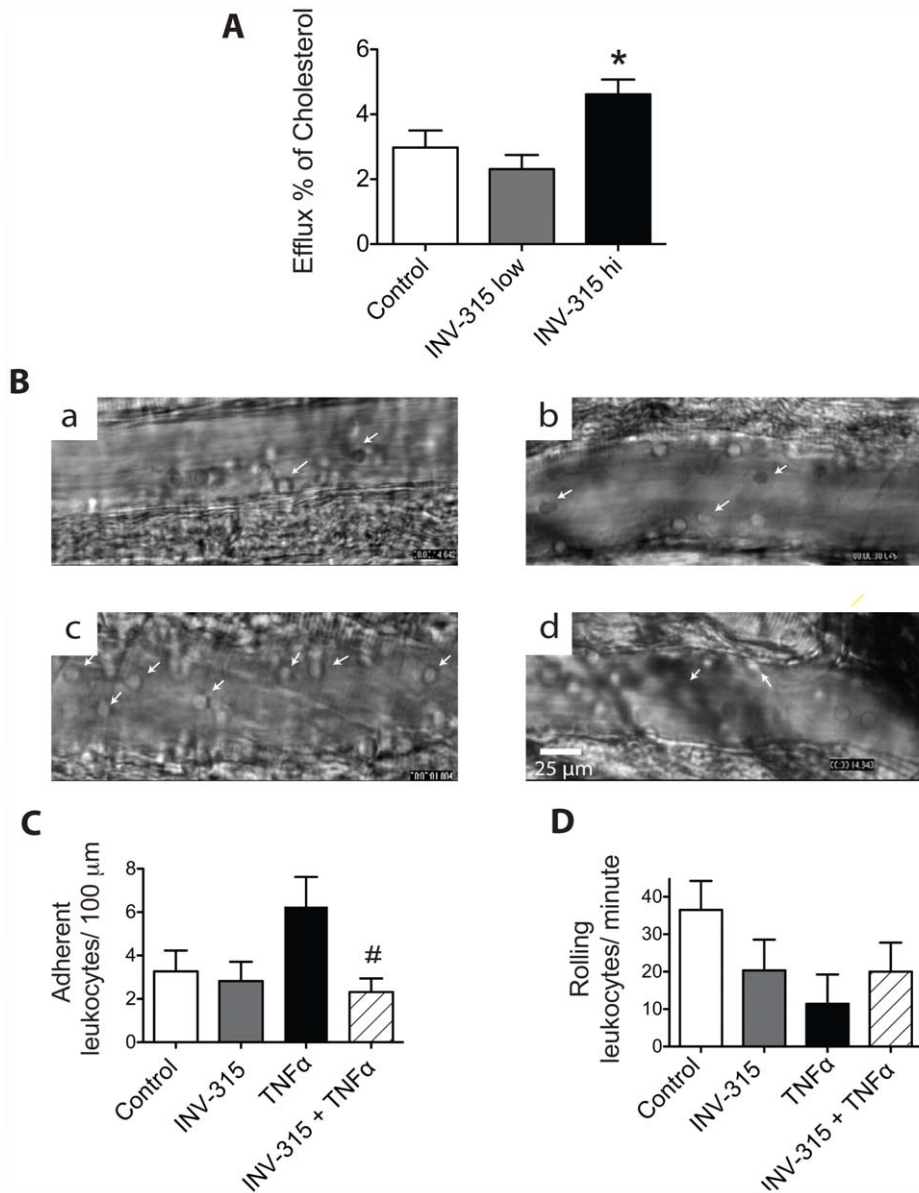 A
Efflux % of Cholesterol
6
4
2
0
*
Control
INV-315 low
INV-315 hi
B
a
b
c
d
25 µm
C
Adherent
leukocytes/ 100 µm
8
6
4
2
0
#
Control
INV-315
TNFα
INV-315 + TNFα
D
Rolling
leukocytes/ minute
40
30
20
10
0
Control
INV-315
TNFα
INV-315 + TNFα